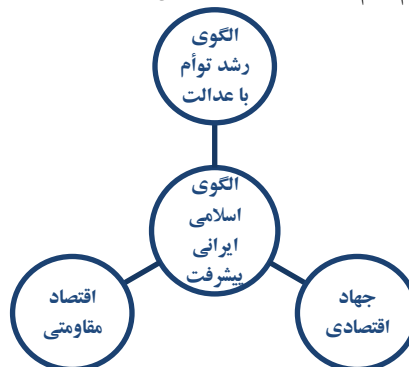 الگوی
رشد توأم
با عدالت
الگوی
اسلامی
ایرانی
پیشرفت
جهاد
اقتصادی
اقتصاد
مقاومتی